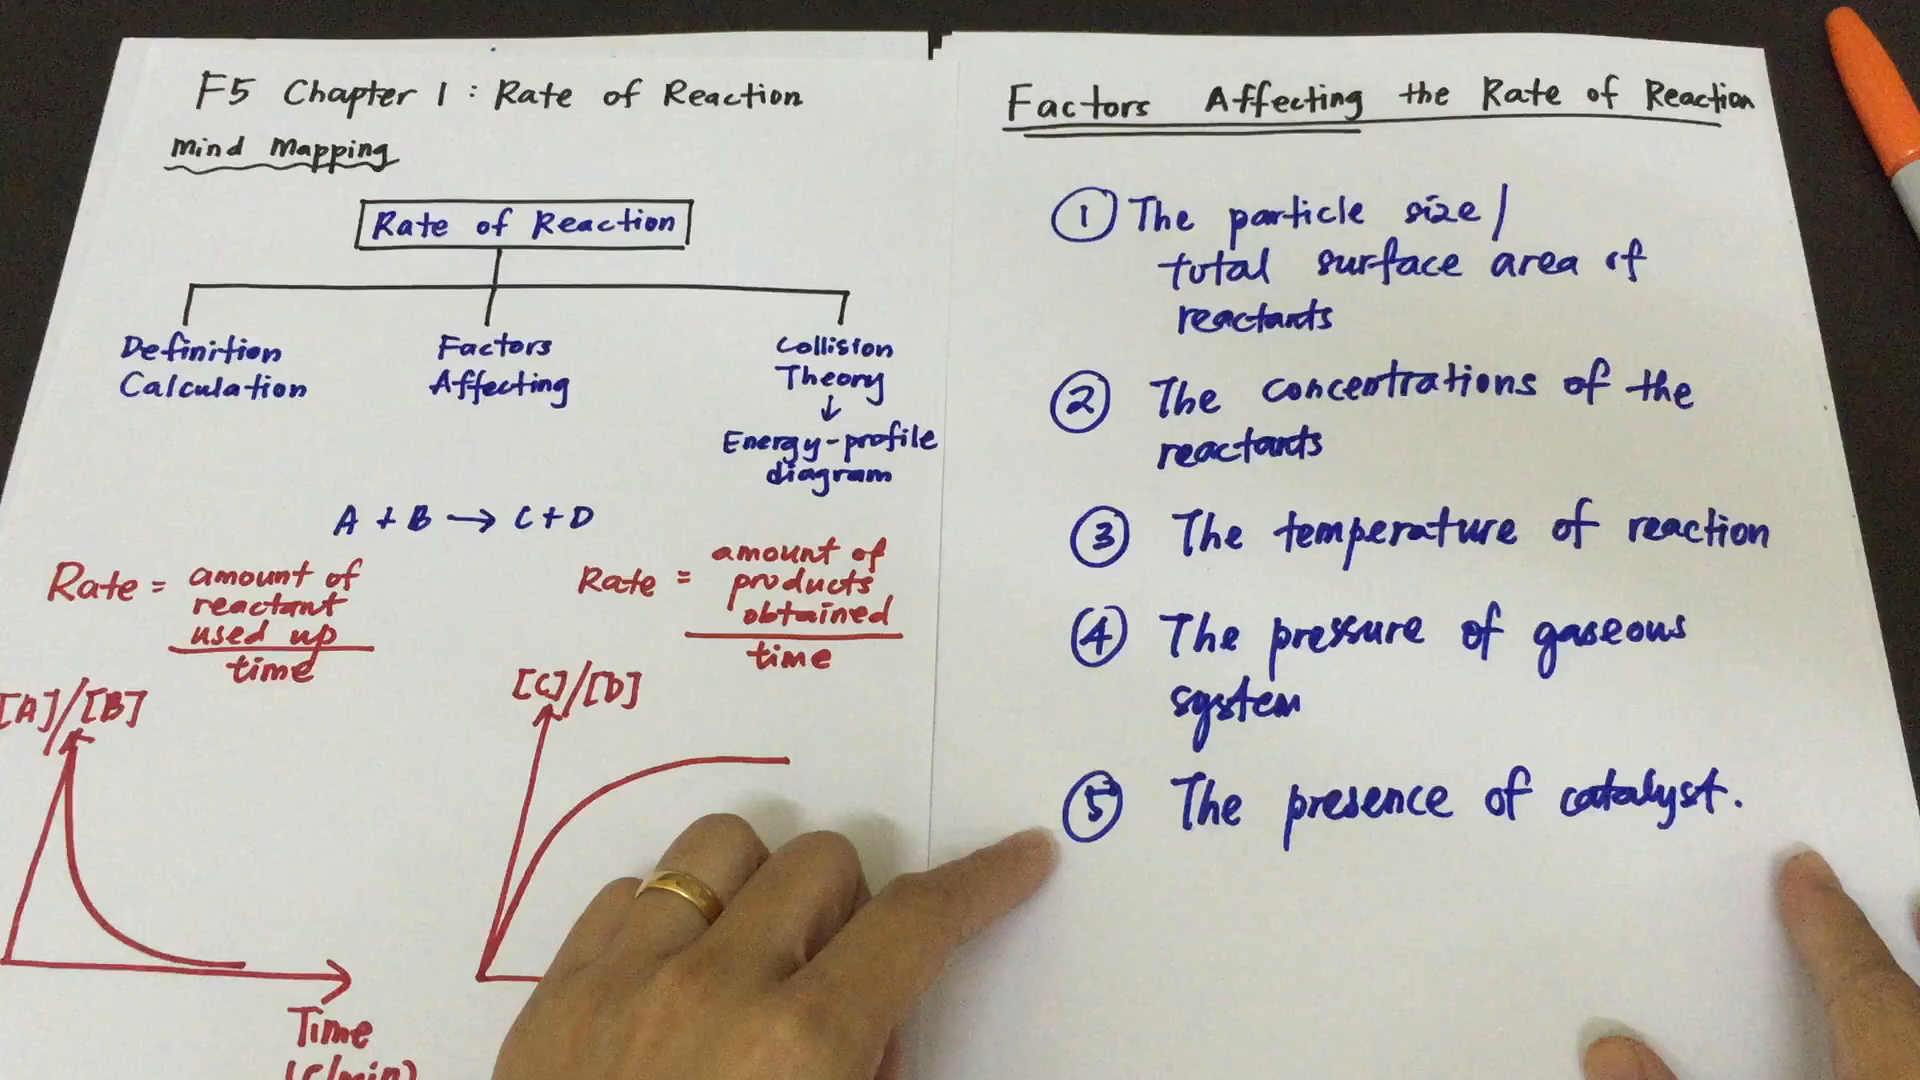 F5 Chapter 1 : Rate of Reaction
Mind Mapping
Rate of Reaction
Definition
Calculation
Factors
Affecting
Collision
Theory
↓
Energy-profile
diagram
A + B → C + D
Rate = amount of
reactant
used up
time
Rate = amount of
products
obtained
time
[A]/[B]
Time
(s/min)
[C]/[D]
Factors Affecting the Rate of Reaction
① The particle size /
total surface area of
reactants
② The concentrations of the
reactants
③ The temperature of reaction
④ The pressure of gaseous
system
⑤ The presence of catalyst.